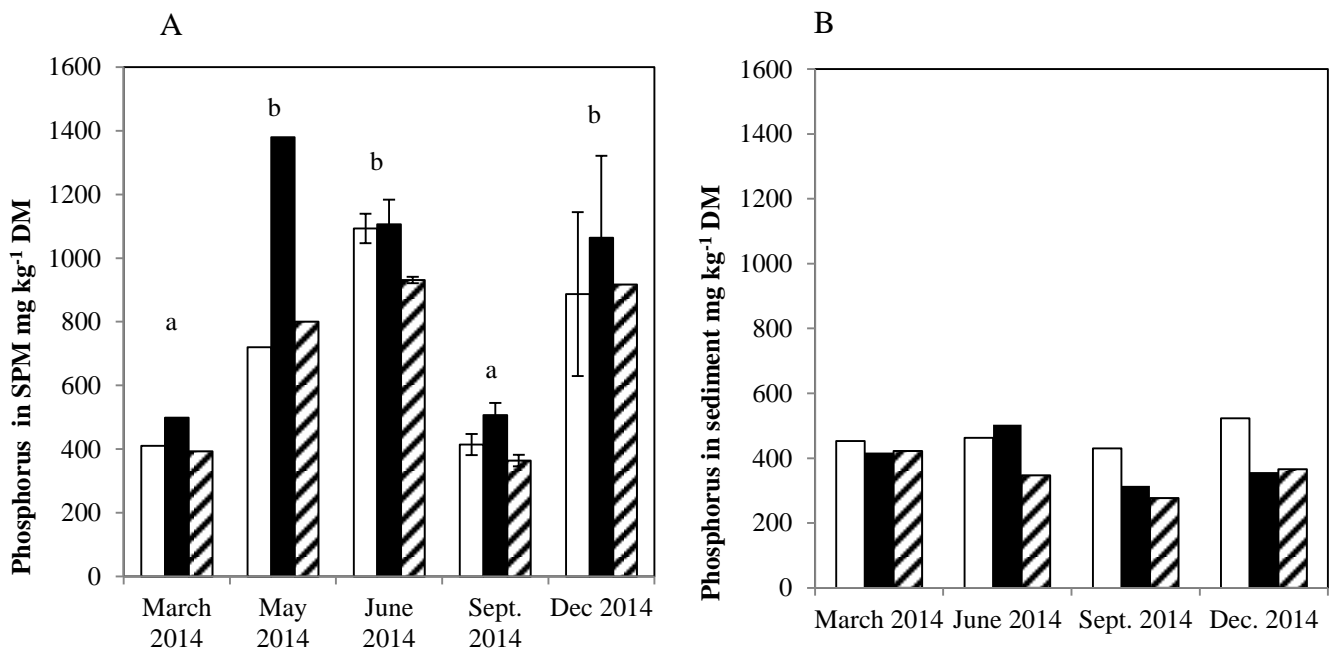 A
Phosphorus in SPM mg kg-1 DM
1600
1400
1200
1000
800
600
400
200
0
a
b
b
a
b
March
2014
May
2014
June
2014
Sept.
2014
Dec 2014
B
Phosphorus in sediment mg kg-1 DM
1600
1400
1200
1000
800
600
400
200
0
March 2014
June 2014
Sept. 2014
Dec. 2014